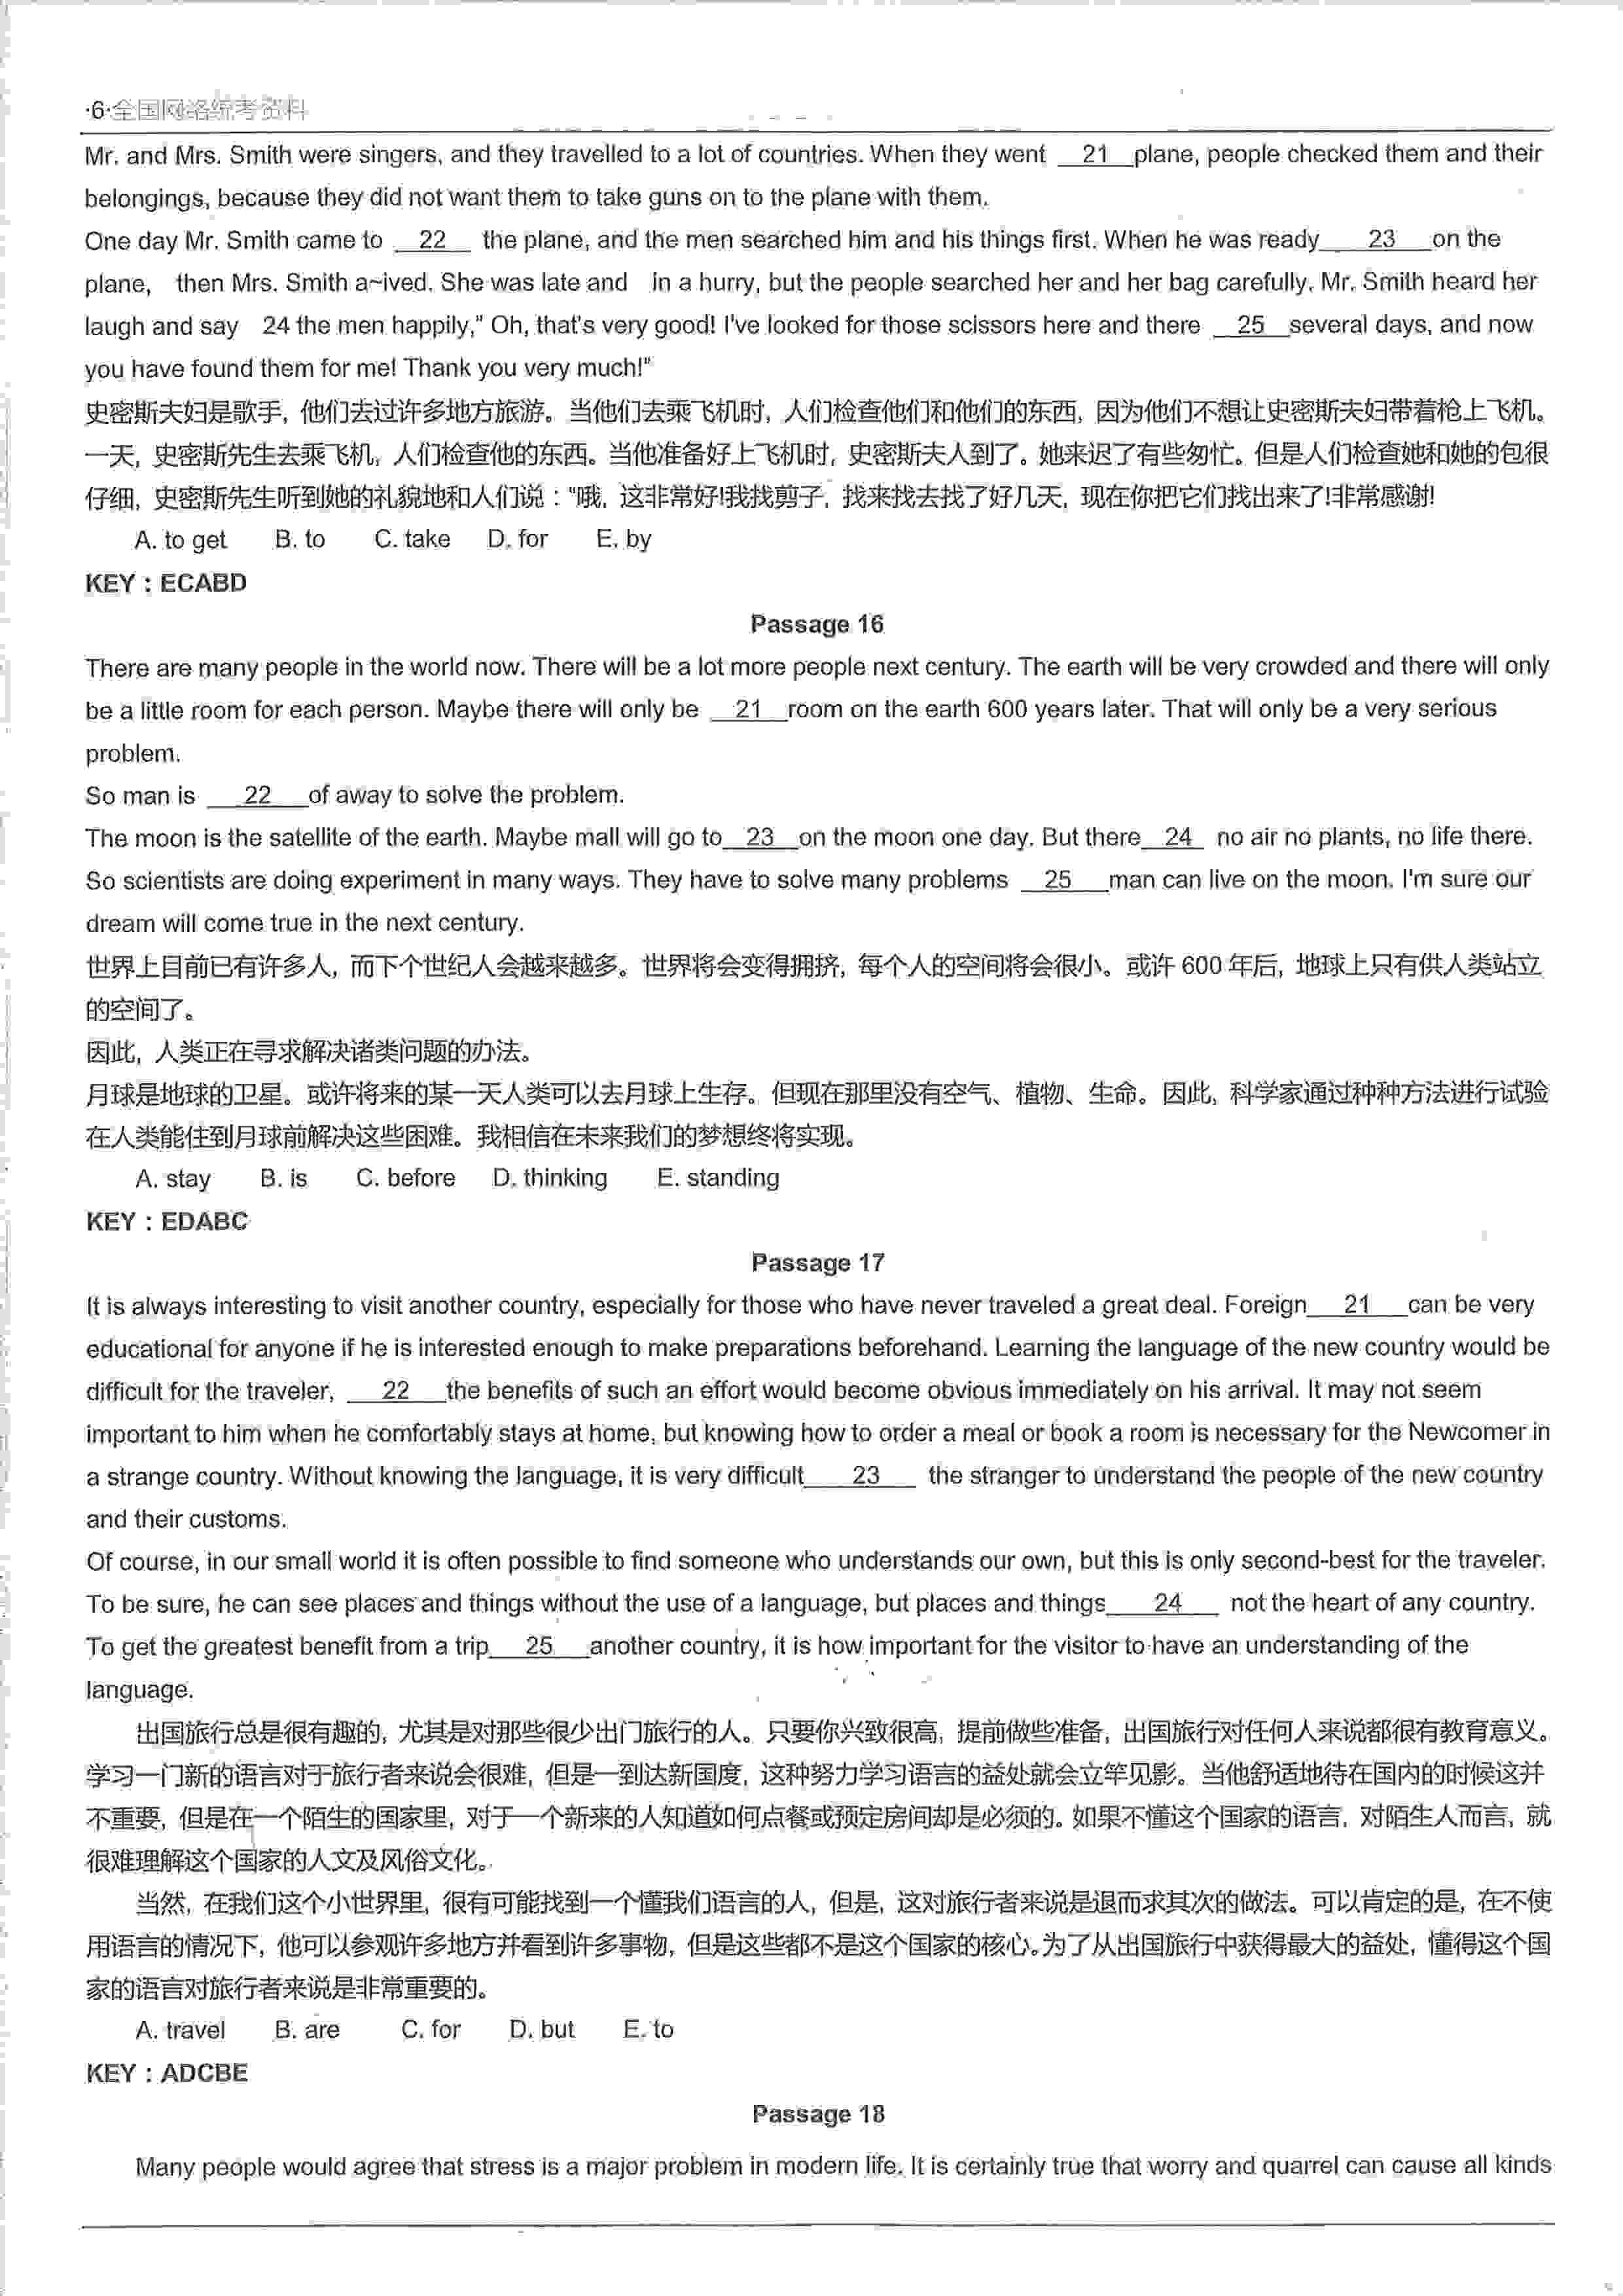 ·6·全国网络统考资料
Mr. and Mrs. Smith were singers, and they travelled to a lot of countries. When they went __21__plane, people checked them and their
belongings, because they did not want them to take guns on to the plane with them.
One day Mr. Smith came to __22__ the plane, and the men searched him and his things first. When he was ready__23__on the
plane, then Mrs. Smith a~ived. She was late and in a hurry, but the people searched her and her bag carefully. Mr. Smith heard her
laugh and say 24 the men happily,” Oh, that's very good! I've looked for those scissors here and there __25__several days, and now
you have found them for me! Thank you very much!"
史密斯夫妇是歌手, 他们去过许多地方旅游。当他们去乘飞机时, 人们检查他们和他们的东西, 因为他们不想让史密斯夫妇带着枪上飞机。
一天, 史密斯先生去乘飞机, 人们检查他的东西。当他准备好上飞机时, 史密斯夫人到了。她来迟了有些匆忙。但是人们检查她和她的包很
仔细, 史密斯先生听到她的礼貌地和人们说："哦, 这非常好!我找剪子, 找来找去找了好几天, 现在你把它们找出来了!非常感谢!
A. to get B. to C. take D. for E. by
KEY：ECABD
Passage 16
There are many people in the world now. There will be a lot more people next century. The earth will be very crowded and there will only
be a little room for each person. Maybe there will only be __21__room on the earth 600 years later. That will only be a very serious
problem.
So man is __22__of away to solve the problem.
The moon is the satellite of the earth. Maybe mall will go to__23__on the moon one day. But there__24__ no air no plants, no life there.
So scientists are doing experiment in many ways. They have to solve many problems __25__man can live on the moon. I'm sure our
dream will come true in the next century.
世界上目前已有许多人, 而下个世纪人会越来越多。世界将会变得拥挤, 每个人的空间将会很小。或许 600 年后, 地球上只有供人类站立
的空间了。
因此, 人类正在寻求解决诸类问题的办法。
月球是地球的卫星。或许将来的某一天人类可以去月球上生存。但现在那里没有空气、植物、生命。因此, 科学家通过种种方法进行试验
在人类能住到月球前解决这些困难。我相信在未来我们的梦想终将实现。
A. stay B. is C. before D. thinking E. standing
KEY：EDABC
Passage 17
It is always interesting to visit another country, especially for those who have never traveled a great deal. Foreign__21__can be very
educational for anyone if he is interested enough to make preparations beforehand. Learning the language of the new country would be
difficult for the traveler, __22__the benefits of such an effort would become obvious immediately on his arrival. It may not seem
important to him when he comfortably stays at home, but knowing how to order a meal or book a room is necessary for the Newcomer in
a strange country. Without knowing the language, it is very difficult__23__ the stranger to understand the people of the new country
and their customs.
Of course, in our small world it is often possible to find someone who understands our own, but this is only second-best for the traveler.
To be sure, he can see places and things without the use of a language, but places and things__24__ not the heart of any country.
To get the greatest benefit from a trip__25__another country, it is how important for the visitor to have an understanding of the
language.
出国旅行总是很有趣的, 尤其是对那些很少出门旅行的人。只要你兴致很高, 提前做些准备, 出国旅行对任何人来说都很有教育意义。
学习一门新的语言对于旅行者来说会很难, 但是一到达新国度, 这种努力学习语言的益处就会立竿见影。当他舒适地待在国内的时候这并
不重要, 但是在一个陌生的国家里, 对于一个新来的人知道如何点餐或预定房间却是必须的。如果不懂这个国家的语言, 对陌生人而言, 就
很难理解这个国家的人文及风俗文化。
当然, 在我们这个小世界里, 很有可能找到一个懂我们语言的人, 但是, 这对旅行者来说是退而求其次的做法。可以肯定的是, 在不使
用语言的情况下, 他可以参观许多地方并看到许多事物, 但是这些都不是这个国家的核心。为了从出国旅行中获得最大的益处, 懂得这个国
家的语言对旅行者来说是非常重要的。
A. travel B. are C. for D. but E. to
KEY：ADCBE
Passage 18
Many people would agree that stress is a major problem in modern life. It is certainly true that worry and quarrel can cause all kinds